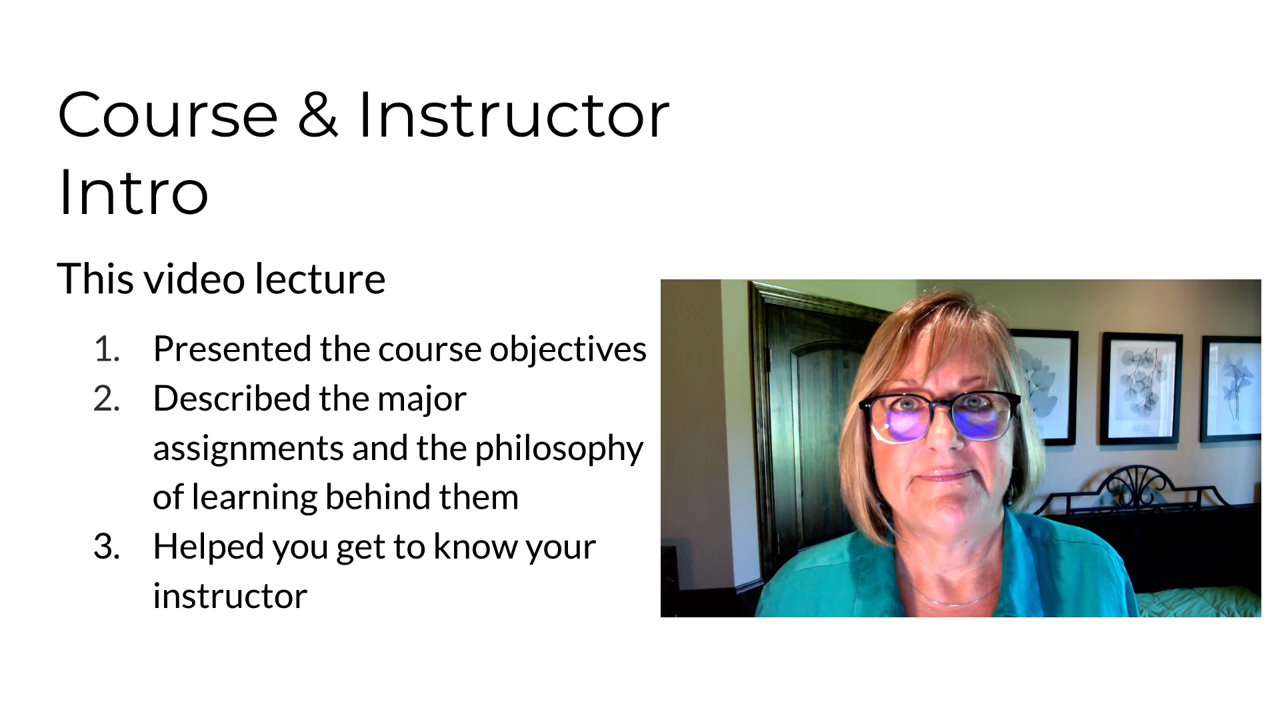 Course & Instructor
Intro
This video lecture
1. Presented the course objectives
2. Described the major
assignments and the philosophy
of learning behind them
3. Helped you get to know your
instructor